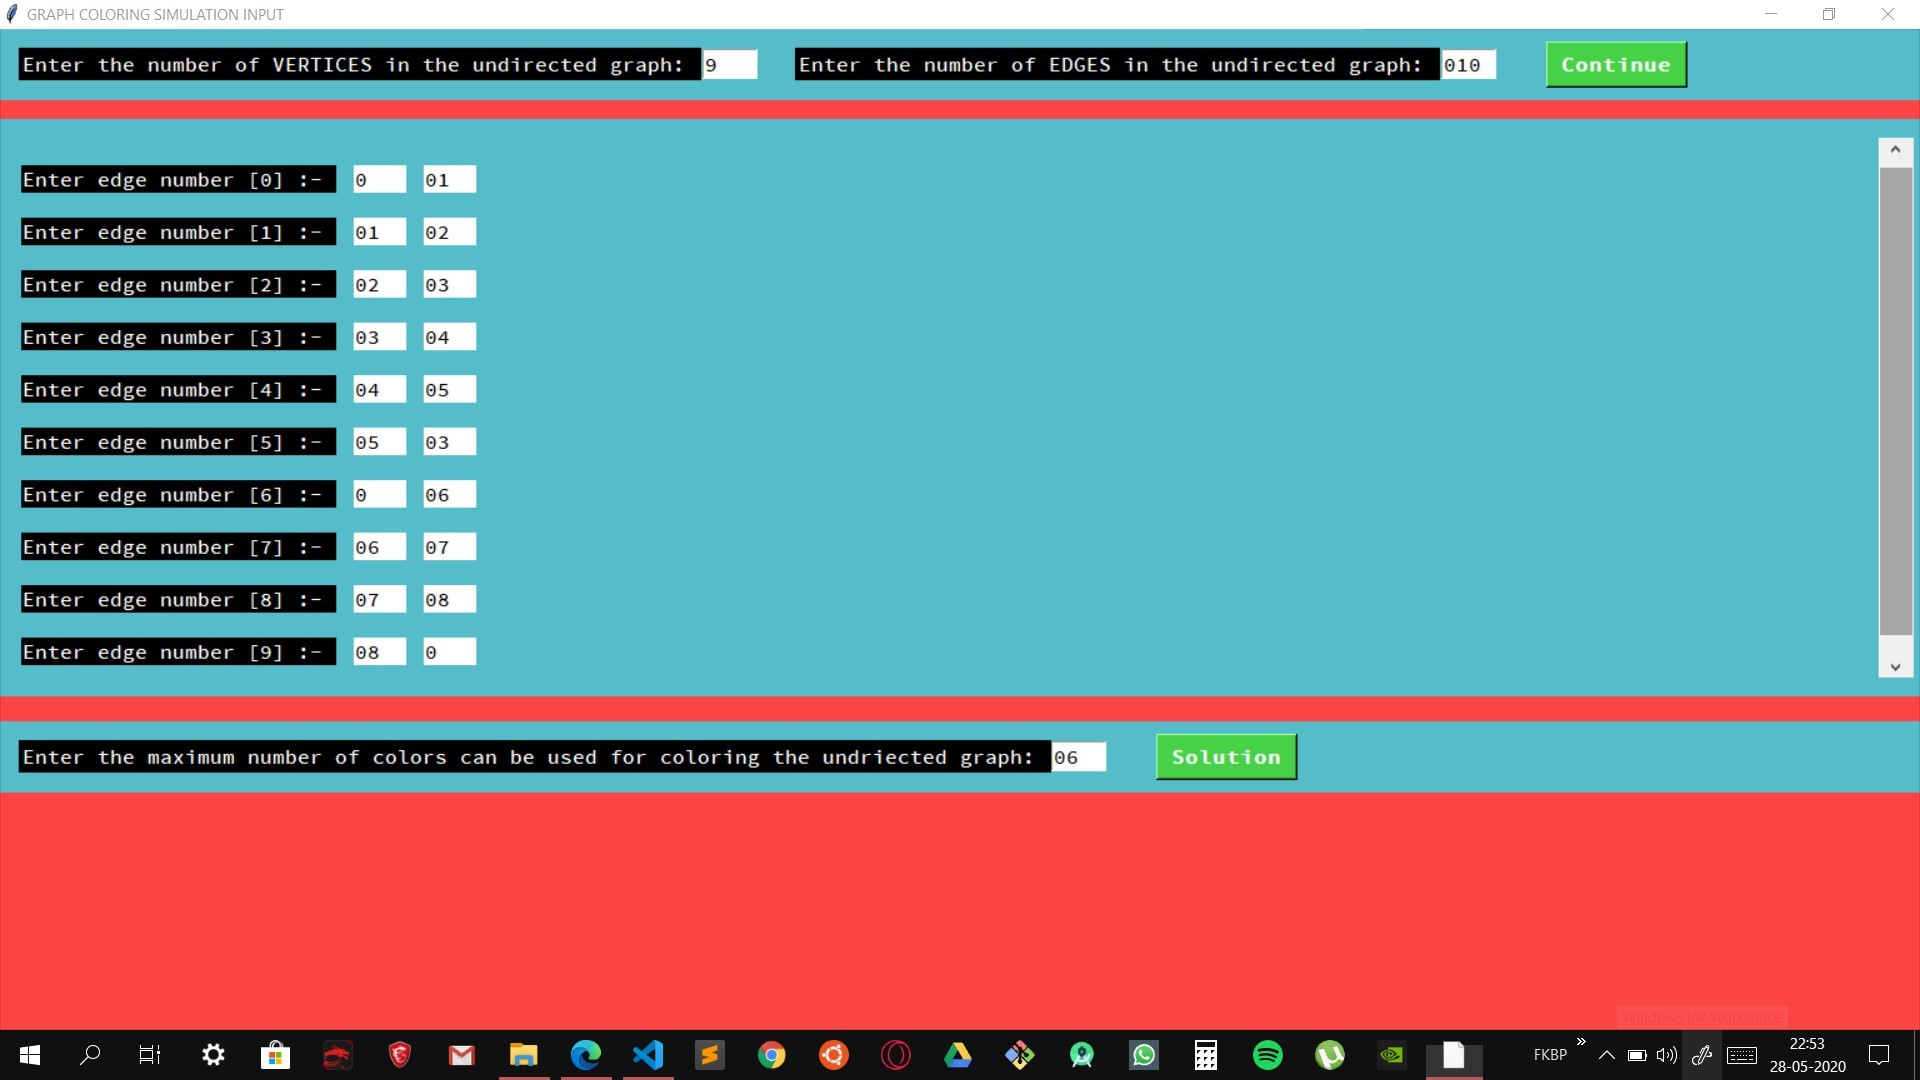 GRAPH COLORING SIMULATION INPUT
Enter the number of VERTICES in the undirected graph: 9 Enter the number of EDGES in the undirected graph: 010 Continue
Enter edge number [0] :- 0 01
Enter edge number [1] :- 01 02
Enter edge number [2] :- 02 03
Enter edge number [3] :- 03 04
Enter edge number [4] :- 04 05
Enter edge number [5] :- 05 03
Enter edge number [6] :- 0 06
Enter edge number [7] :- 06 07
Enter edge number [8] :- 07 08
Enter edge number [9] :- 08 0
Enter the maximum number of colors can be used for coloring the undriected graph: 06 Solution
Windows Ink Workspace
FKBP
22:53
28-05-2020